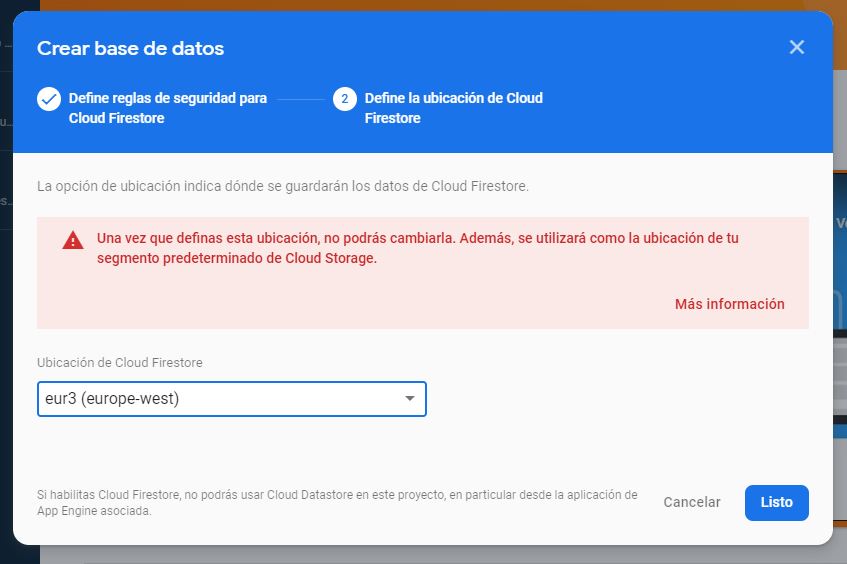 Crear base de datos
Define reglas de seguridad para
Cloud Firestore
2
Define la ubicación de Cloud
Firestore
La opción de ubicación indica dónde se guardarán los datos de Cloud Firestore.
Una vez que definas esta ubicación, no podrás cambiarla. Además, se utilizará como la ubicación de tu
segmento predeterminado de Cloud Storage.
Más información
Ubicación de Cloud Firestore
eur3 (europe-west)
Si habilitas Cloud Firestore, no podrás usar Cloud Datastore en este proyecto, en particular desde la aplicación de
App Engine asociada.
Cancelar
Listo